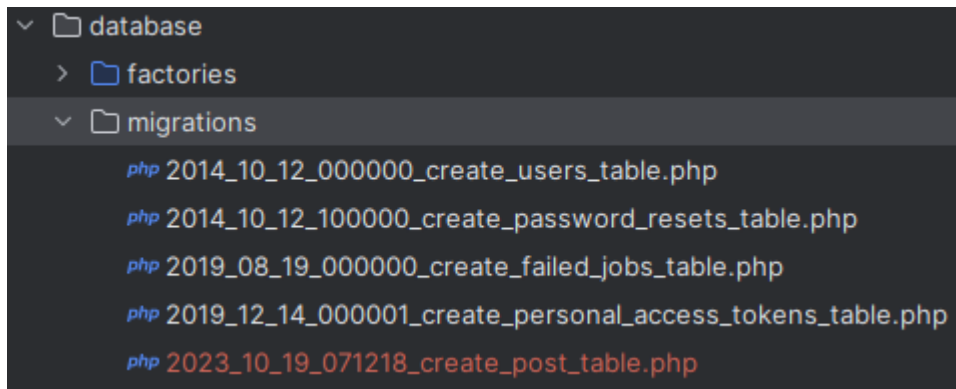 database
factories
migrations
php 2014_10_12_000000_create_users_table.php
php 2014_10_12_100000_create_password_resets_table.php
php 2019_08_19_000000_create_failed_jobs_table.php
php 2019_12_14_000001_create_personal_access_tokens_table.php
php 2023_10_19_071218_create_post_table.php